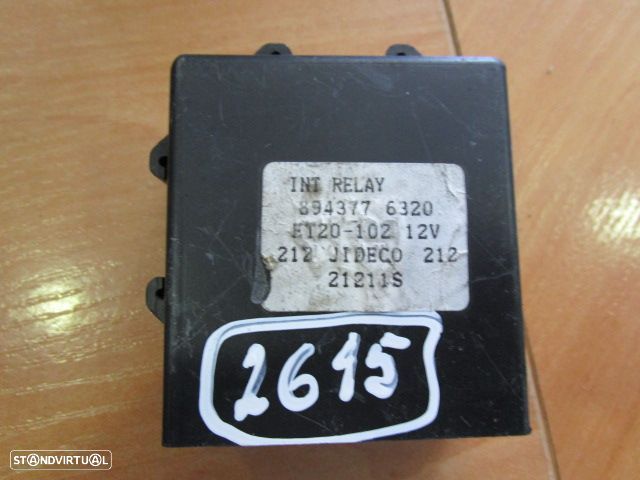 INT RELAY
894377 6320
ET20-102 12V
212 JIDECO 212
21211S
2615
STANDVIRTUAL